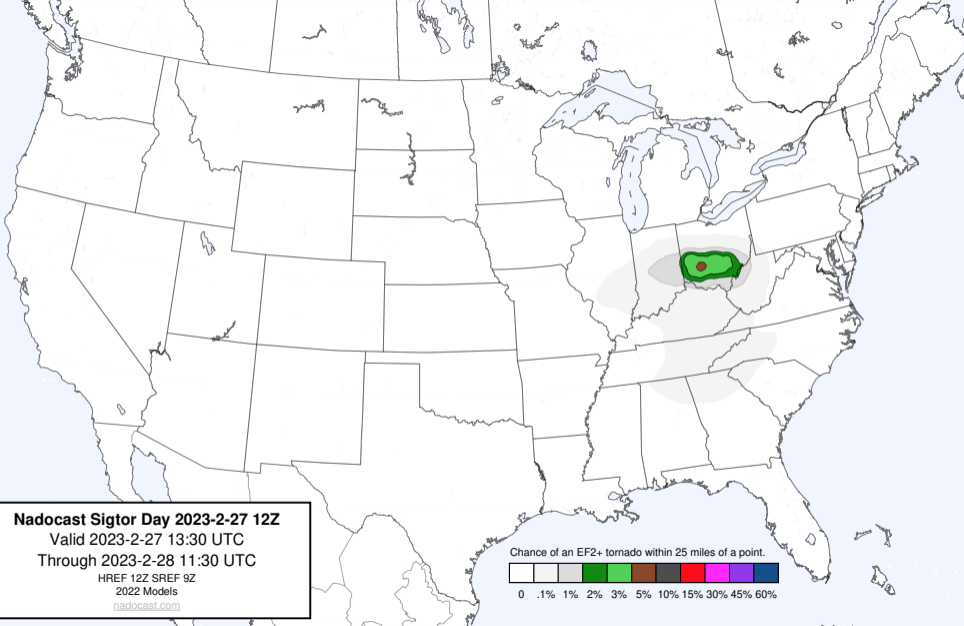 Nadocast Sigtor Day 2023-2-27 12Z
Valid 2023-2-27 13:30 UTC
Through 2023-2-28 11:30 UTC
HREF 12Z SREF 9Z
2022 Models
nadocast.com
Chance of an EF2+ tornado within 25 miles of a point.
0 .1% 1% 2% 3% 5% 10% 15% 30% 45% 60%